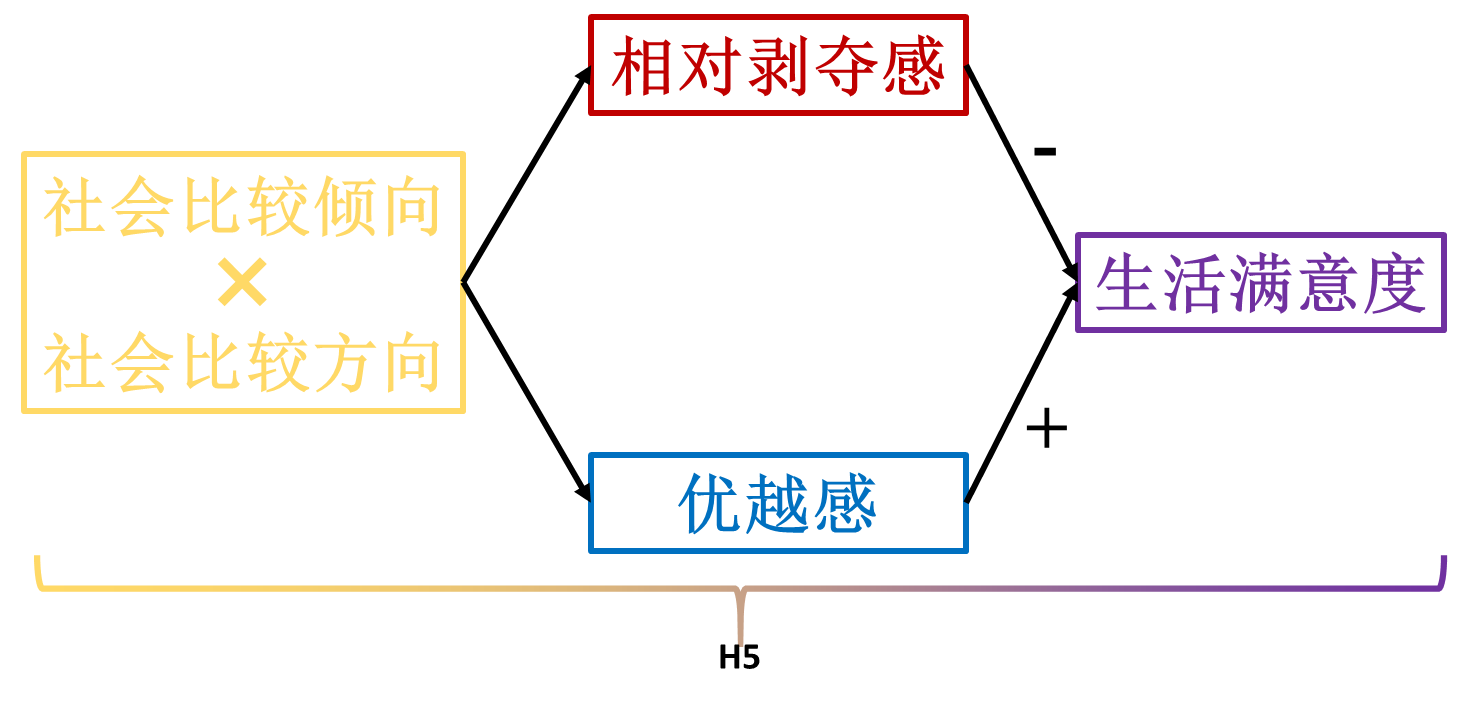 相对剥夺感
-
社会比较倾向
×
社会比较方向
生活满意度
+
优越感
H5